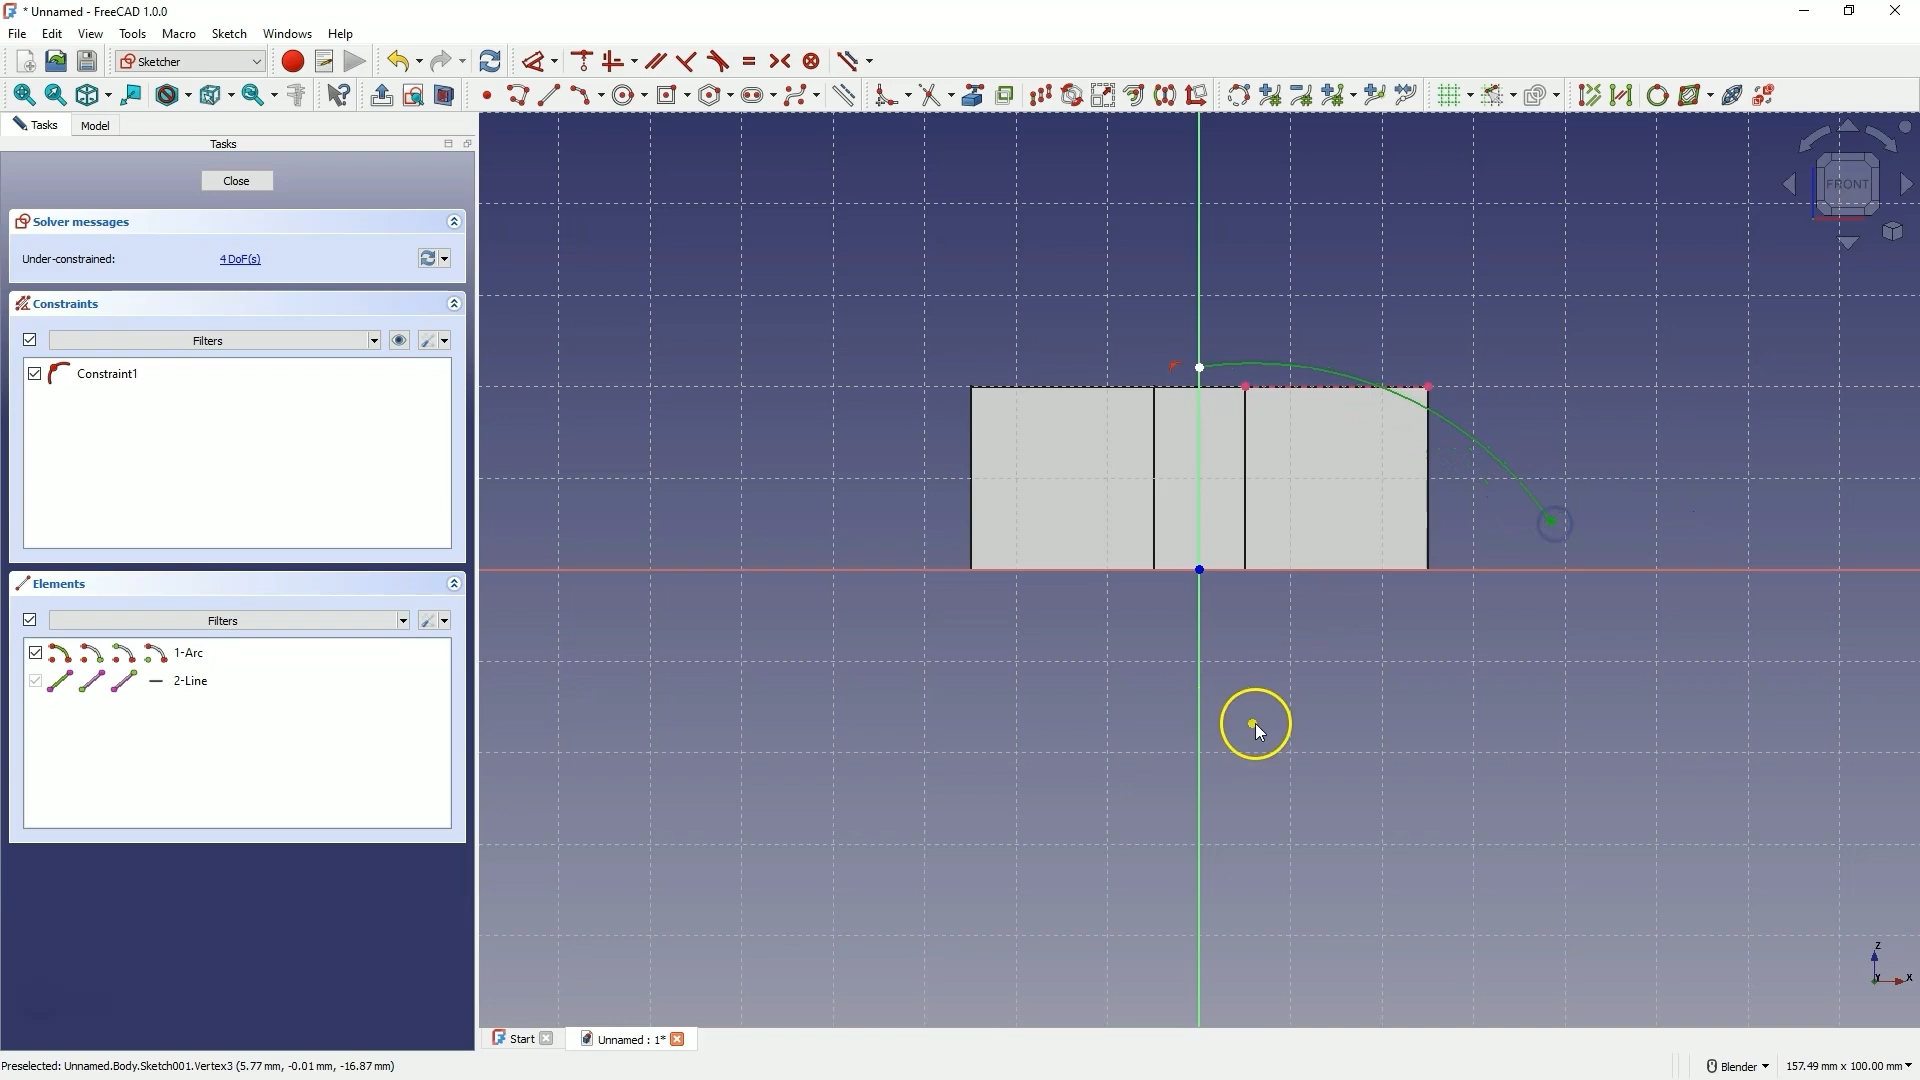 * Unnamed - FreeCAD 1.0.0
File Edit View Tools Macro Sketch Windows Help
Sketcher
Tasks Model
Tasks
Close
Solver messages
Under-constrained: 4 DoF(s)
Constraints
Filters
Constraint1
Elements
Filters
1-Arc
2-Line
FRONT
Z
Y X
Start Unnamed : 1*
Preselected: Unnamed.Body.Sketch001.Vertex3 (5.77 mm, -0.01 mm, -16.87 mm) Blender 157.49 mm x 100.00 mm